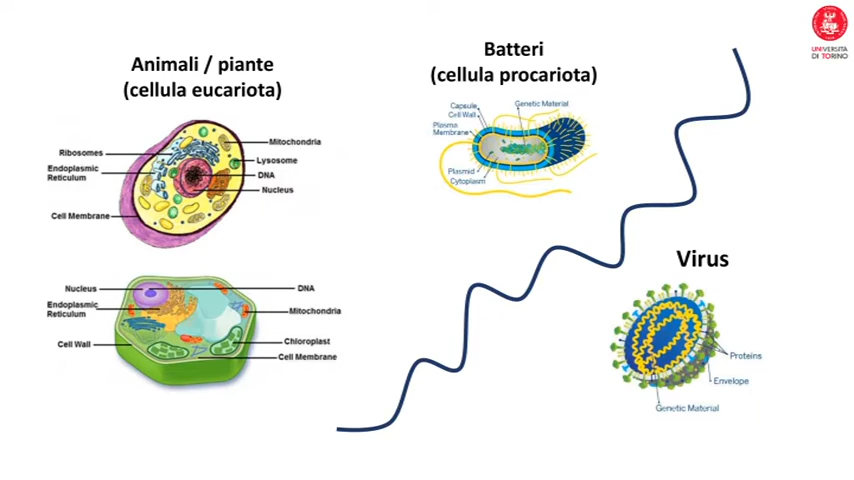 UNIVERSITÀ
DI TORINO
Animali / piante
(cellula eucariota)
Ribosomes
Endoplasmic
Reticulum
Cell Membrane
Mitochondria
Lysosome
DNA
Nucleus
Nucleus
Endoplasmic
Reticulum
Cell Wall
DNA
Mitochondria
Chloroplast
Cell Membrane
Batteri
(cellula procariota)
Capsule
Cell Wall
Plasma
Membrane
Genetic Material
Plasmid
Cytoplasm
Virus
Proteins
Envelope
Genetic Material